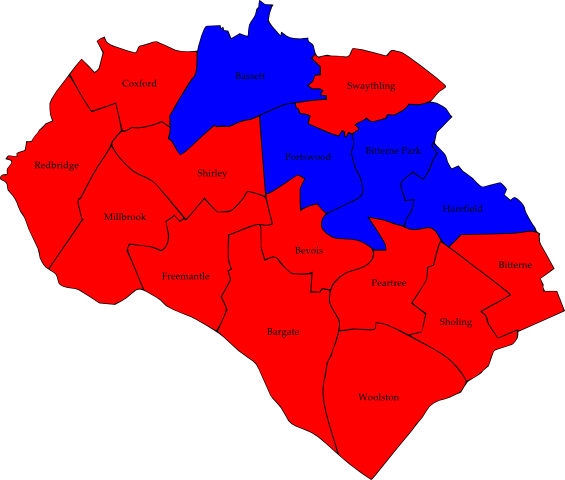 Bassett
Coxford
Swaythling
Portswood
Bitterne Park
Redbridge
Shirley
Harefield
Millbrook
Bevois
Bitterne
Freemantle
Peartree
Sholing
Bargate
Woolston